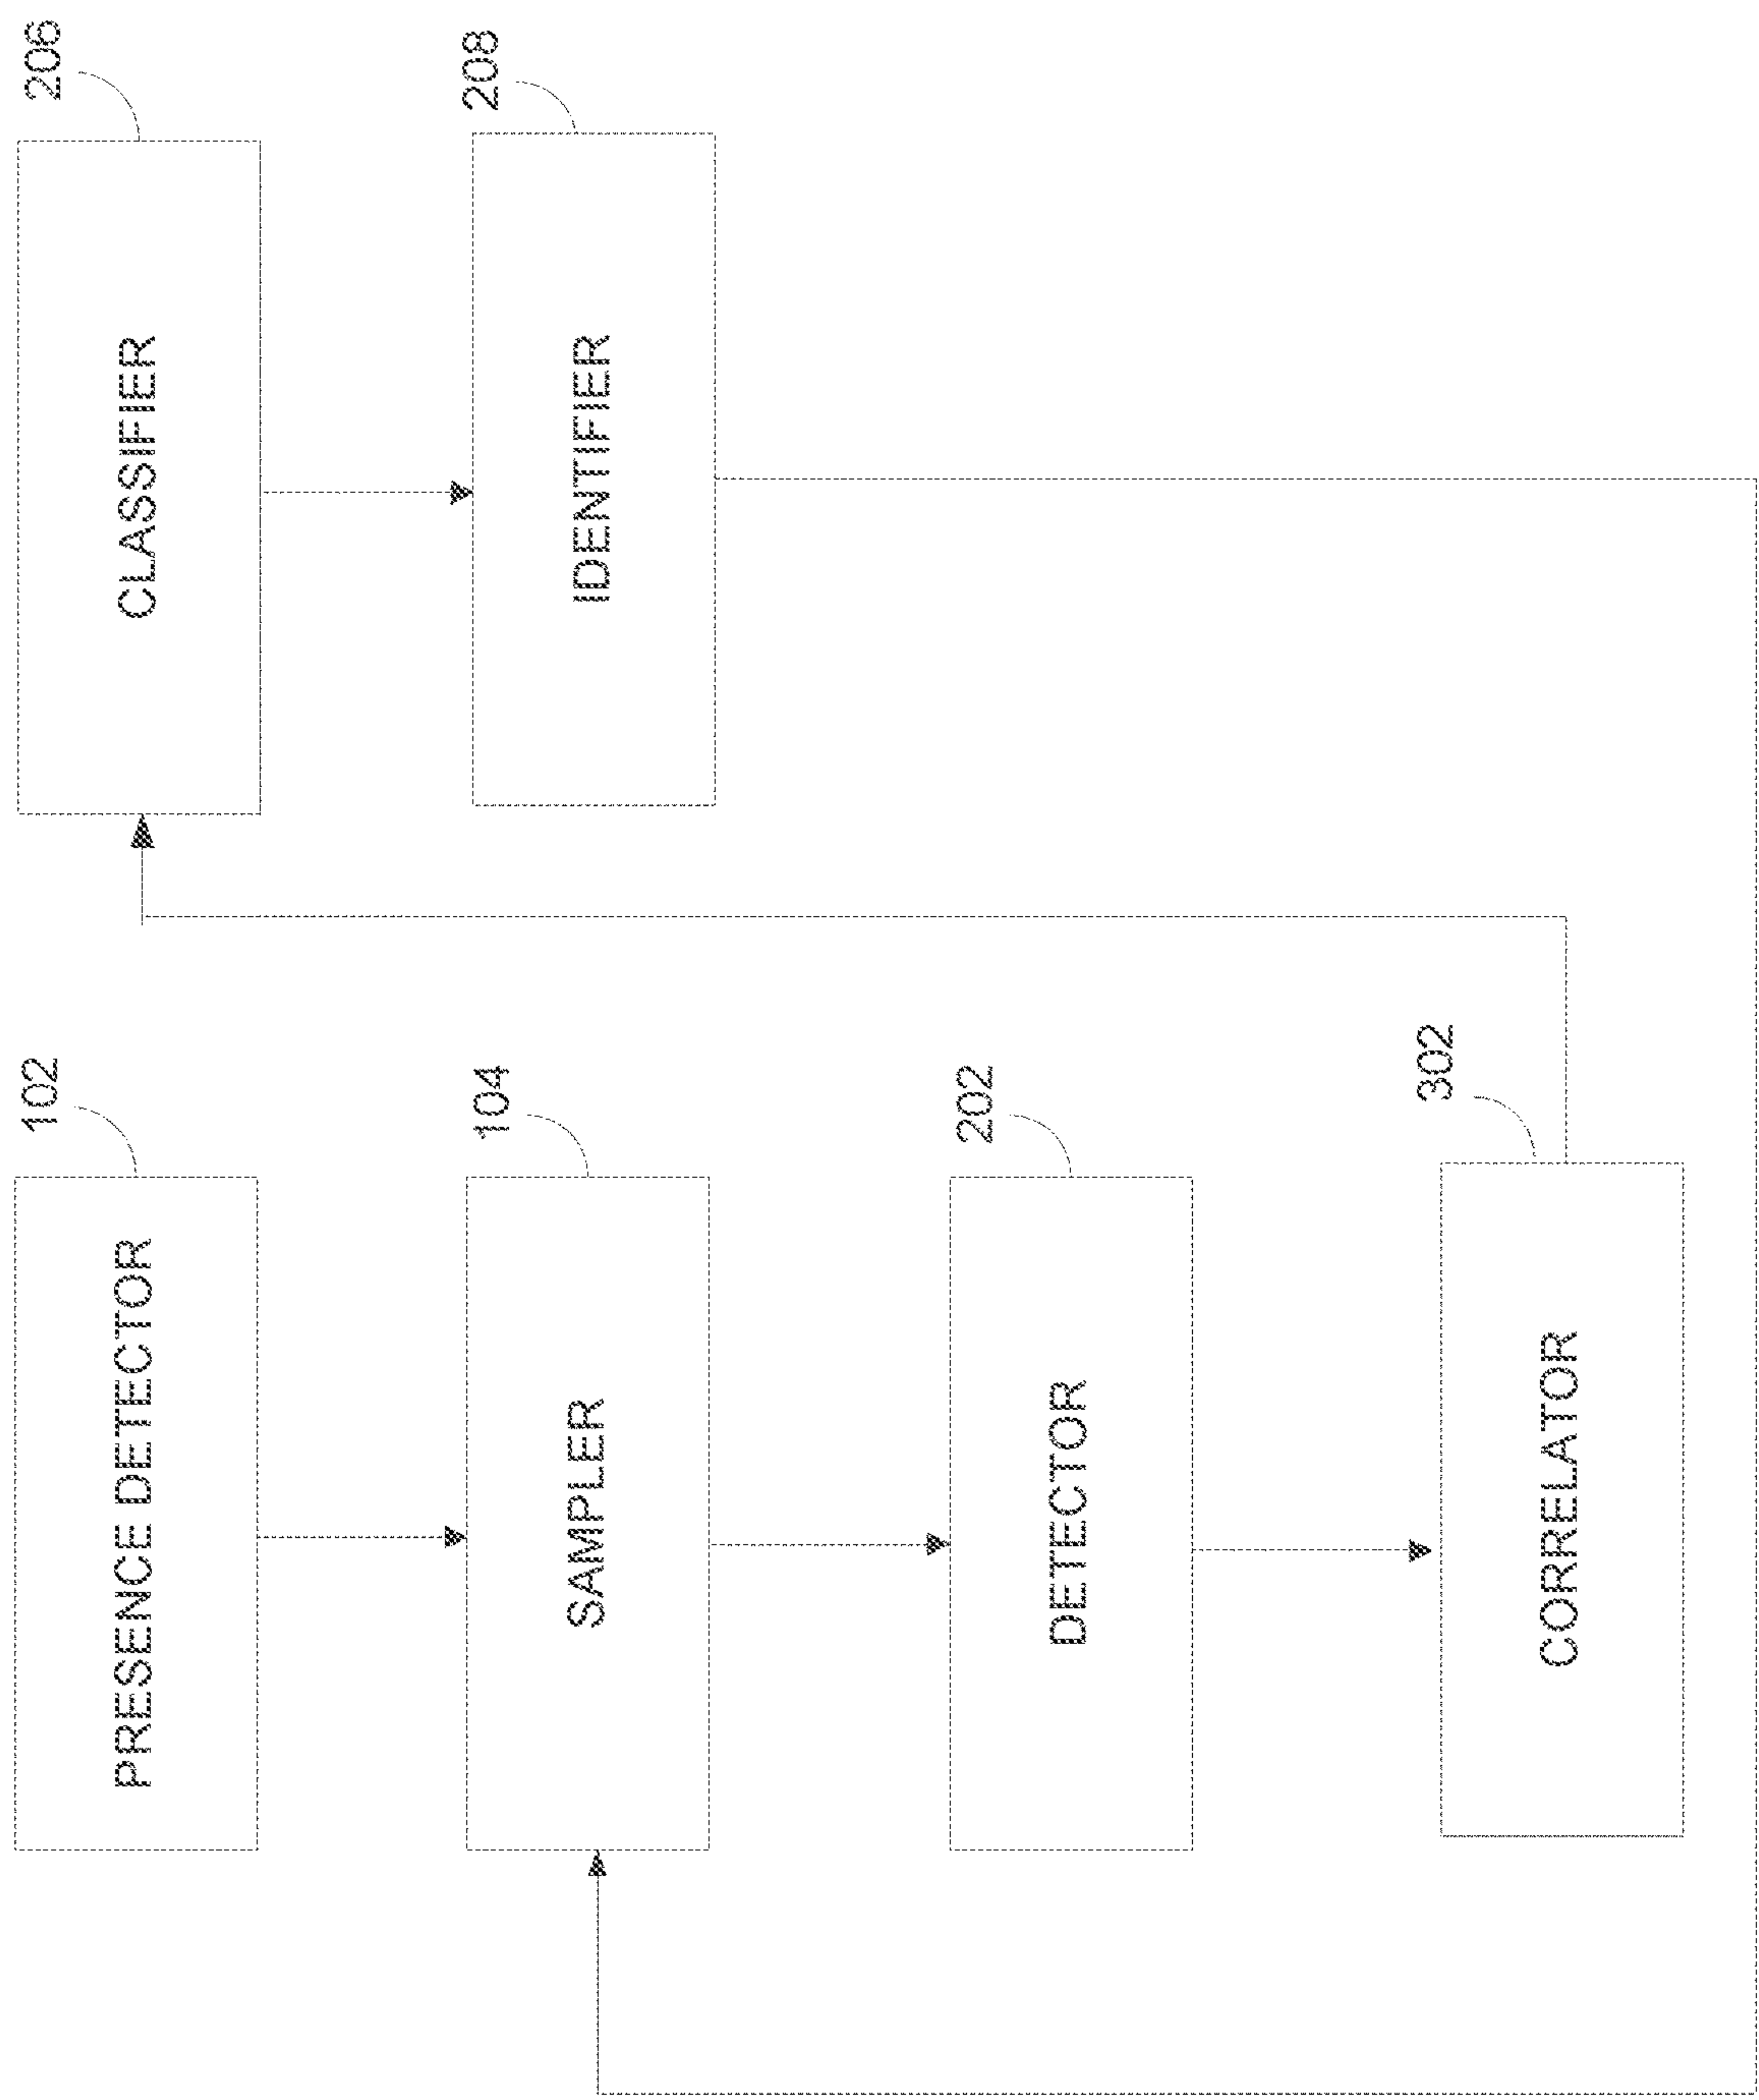 102
PRESENCE DETECTOR
104
SAMPLER
202
DETECTOR
302
CORRELATOR
206
CLASSIFIER
208
IDENTIFIER